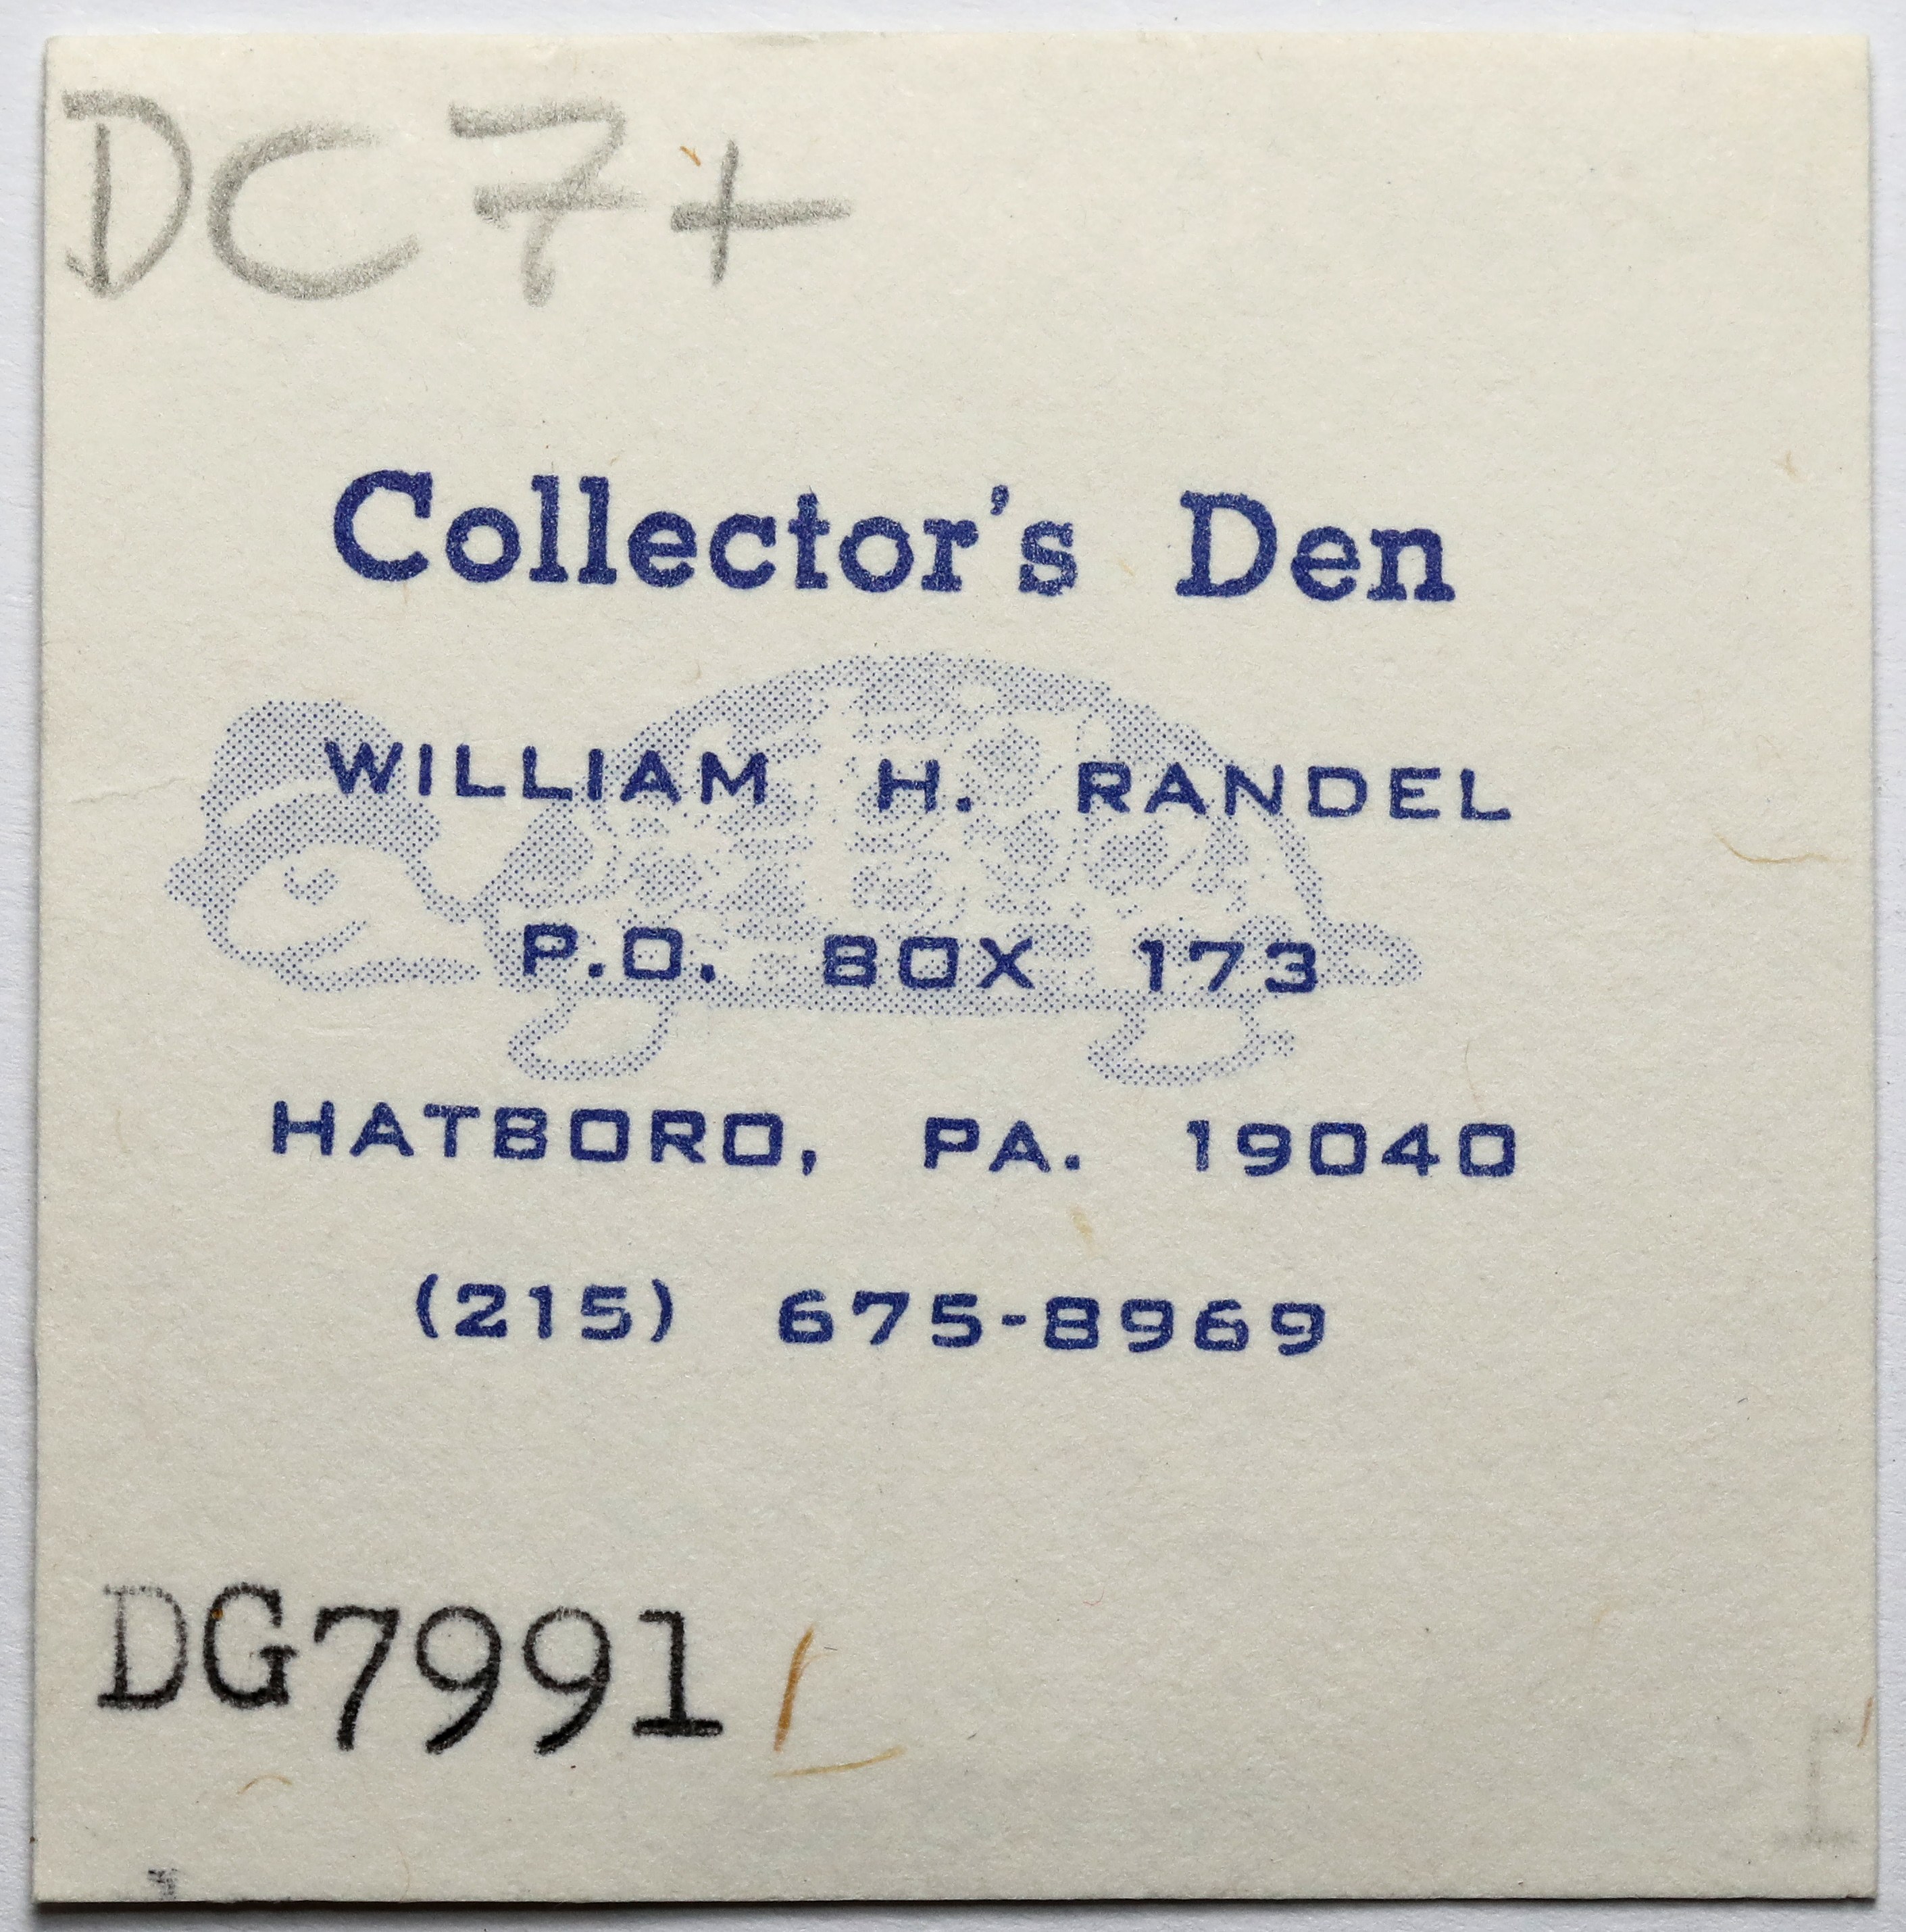 DC7+
Collector's Den
WILLIAM H. RANDEL
P.O. BOX 173
HATBORO, PA. 19040
(215) 675-8969
DG7991